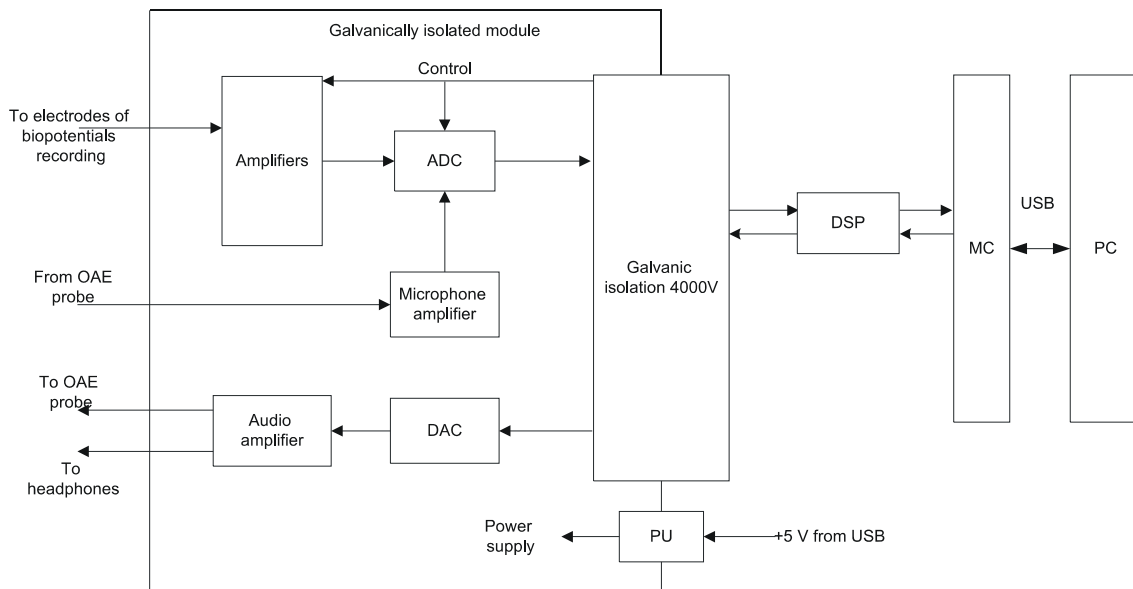 Galvanically isolated module
Control
To electrodes of
biopotentials
recording
Amplifiers
ADC
DSP
USB
MC
PC
Galvanic
isolation 4000V
From OAE
probe
Microphone
amplifier
To OAE
probe
Audio
amplifier
DAC
To
headphones
Power
supply
PU
+5 V from USB